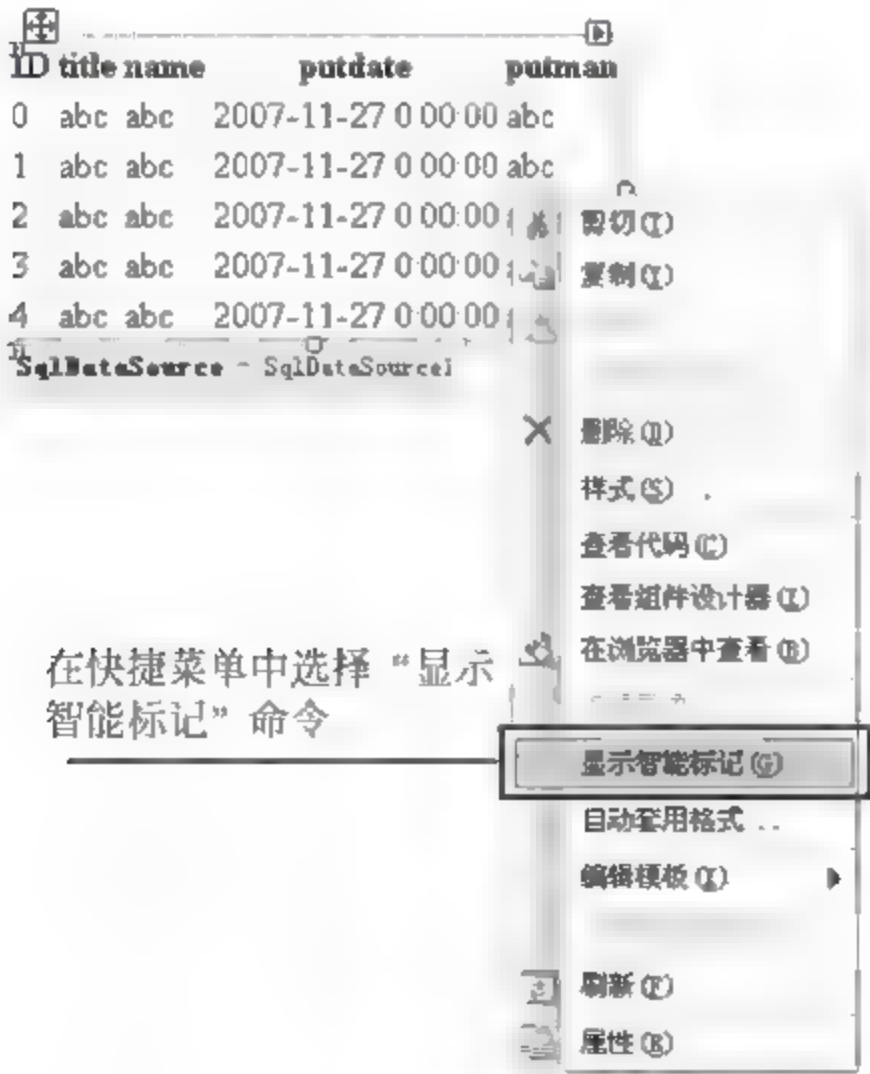 ID title name putdate putman
0 abc abc 2007-11-27 0:00:00 abc
1 abc abc 2007-11-27 0:00:00 abc
2 abc abc 2007-11-27 0:00:00
3 abc abc 2007-11-27 0:00:00
4 abc abc 2007-11-27 0:00:00
SqlDataSource - SqlDataSource1
剪切(T)
复制(Y)
删除(D)
样式(S)...
查看代码(C)
查看组件设计器(I)
在浏览器中查看(B)
显示智能标记(G)
自动套用格式...
编辑模板(X)
刷新(F)
属性(R)
在快捷菜单中选择“显示
智能标记”命令